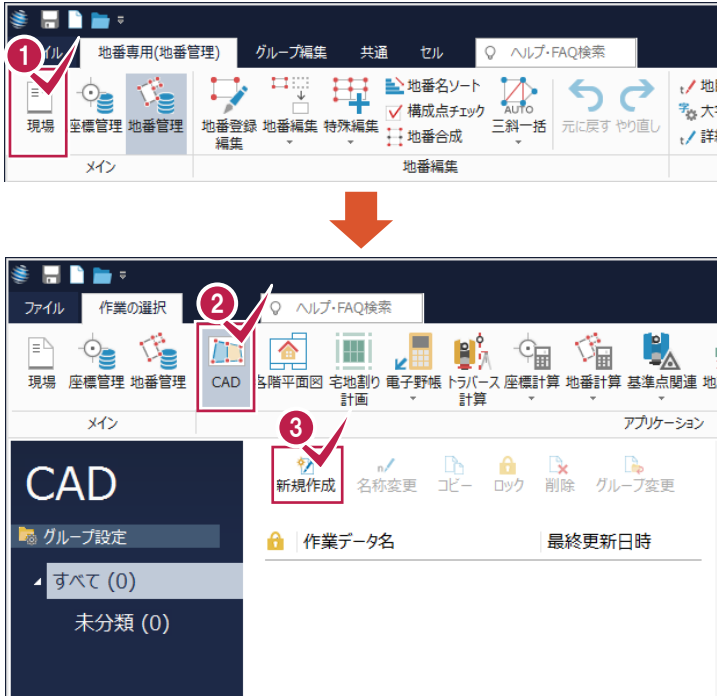 1
イル 地番専用(地番管理) グループ編集 共通 セル ヘルプ・FAQ検索
現場 座標管理 地番管理 地番登録編集 地番編集 特殊編集 地番名ソート
構成点チェック
地番合成
AUTO
三斜一括 元に戻す やり直し
メイン 地番編集
2
ファイル 作業の選択 ヘルプ・FAQ検索
現場 座標管理 地番管理 CAD 各階平面図 宅地割り計画 電子野帳 トラバース計算 座標計算 地番計算 基準点関連 地
メイン アプリケーション
3
CAD
新規作成 名称変更 コピー ロック 削除 グループ変更
グループ設定
作業データ名 最終更新日時
すべて (0)
未分類 (0)